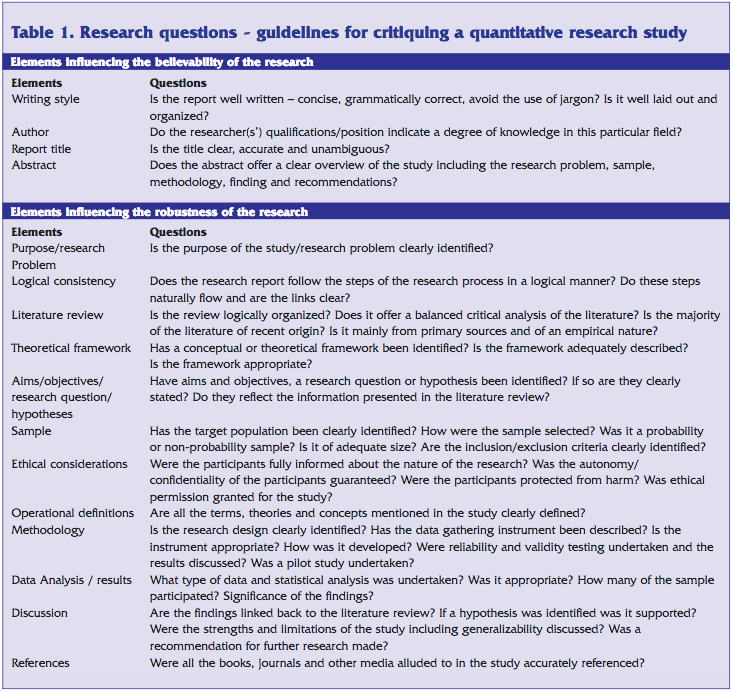 Table 1. Research questions - guidelines for critiquing a quantitative research study
Elements influencing the believability of the research
Elements Questions
Writing style Is the report well written – concise, grammatically correct, avoid the use of jargon? Is it well laid out and
organized?
Author Do the researcher(s') qualifications/position indicate a degree of knowledge in this particular field?
Report title Is the title clear, accurate and unambiguous?
Abstract Does the abstract offer a clear overview of the study including the research problem, sample,
methodology, finding and recommendations?
Elements influencing the robustness of the research
Elements Questions
Purpose/research Is the purpose of the study/research problem clearly identified?
Problem
Logical consistency Does the research report follow the steps of the research process in a logical manner? Do these steps
naturally flow and are the links clear?
Literature review Is the review logically organized? Does it offer a balanced critical analysis of the literature? Is the majority
of the literature of recent origin? Is it mainly from primary sources and of an empirical nature?
Theoretical framework Has a conceptual or theoretical framework been identified? Is the framework adequately described?
Is the framework appropriate?
Aims/objectives/ Have aims and objectives, a research question or hypothesis been identified? If so are they clearly
research question/ stated? Do they reflect the information presented in the literature review?
hypotheses
Sample Has the target population been clearly identified? How were the sample selected? Was it a probability
or non-probability sample? Is it of adequate size? Are the inclusion/exclusion criteria clearly identified?
Ethical considerations Were the participants fully informed about the nature of the research? Was the autonomy/
confidentiality of the participants guaranteed? Were the participants protected from harm? Was ethical
permission granted for the study?
Operational definitions Are all the terms, theories and concepts mentioned in the study clearly defined?
Methodology Is the research design clearly identified? Has the data gathering instrument been described? Is the
instrument appropriate? How was it developed? Were reliability and validity testing undertaken and the
results discussed? Was a pilot study undertaken?
Data Analysis / results What type of data and statistical analysis was undertaken? Was it appropriate? How many of the sample
participated? Significance of the findings?
Discussion Are the findings linked back to the literature review? If a hypothesis was identified was it supported?
Were the strengths and limitations of the study including generalizability discussed? Was a
recommendation for further research made?
References Were all the books, journals and other media alluded to in the study accurately referenced?